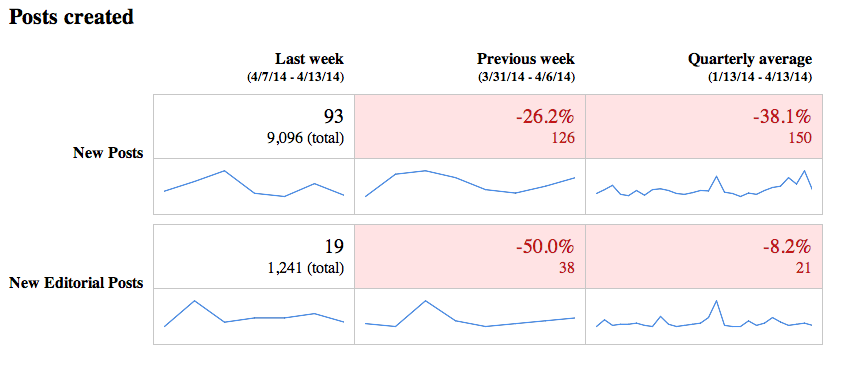 Posts created
Last week Previous week Quarterly average
(4/7/14 - 4/13/14) (3/31/14 - 4/6/14) (1/13/14 - 4/13/14)
New Posts
93 -26.2% -38.1%
9,096 (total) 126 150
New Editorial Posts
19 -50.0% -8.2%
1,241 (total) 38 21